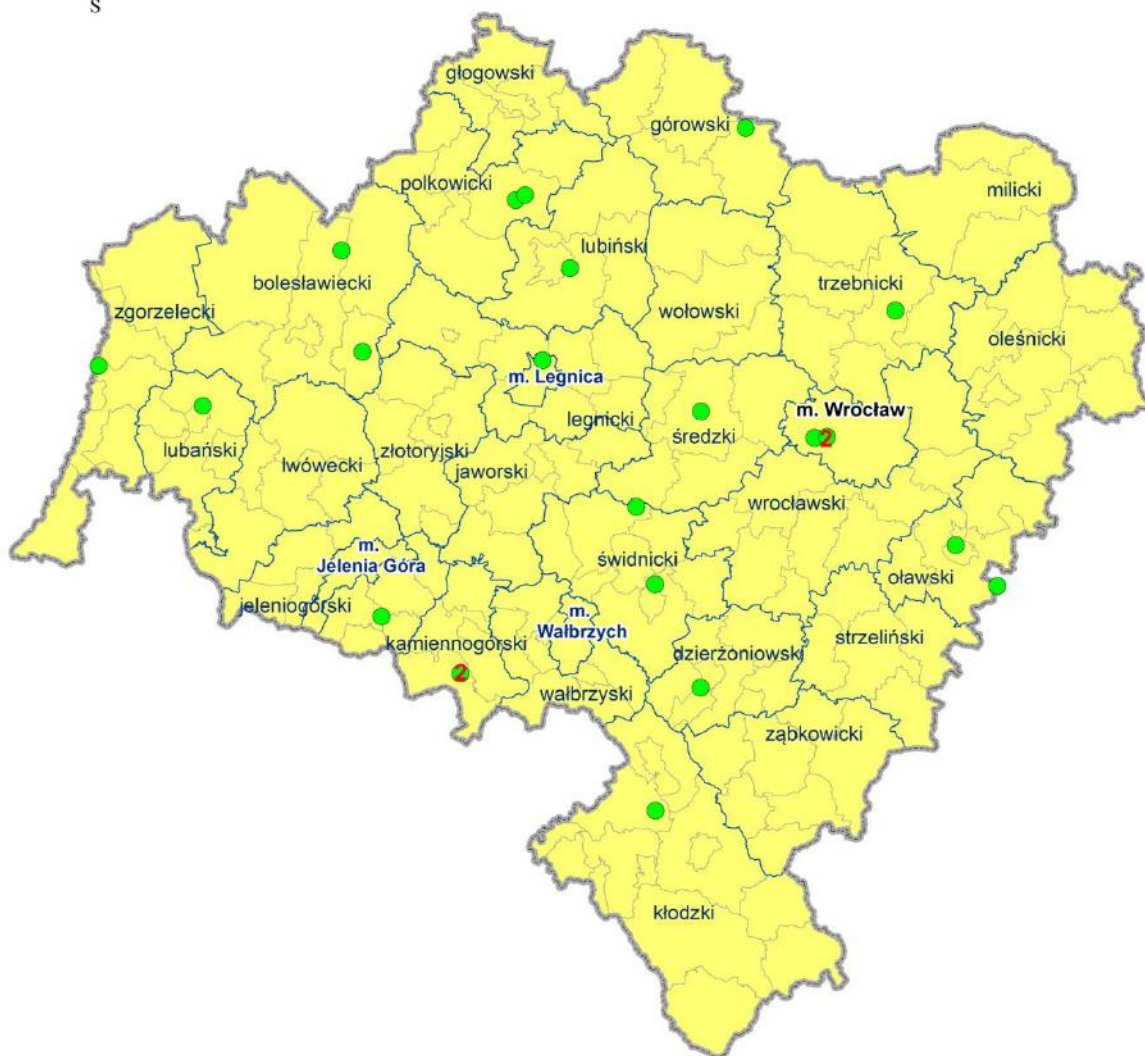 s
głogowski
górowski
polkowicki
milicki
lubiński
bolesławiecki
trzebnicki
zgorzelecki
wołowski
oleśnicki
m. Legnica
m. Wrocław
legnicki
średzki
2
lubański
lwówecki
złotoryjski
jaworski
wrocławski
m.
Jelenia Góra
świdnicki
oławski
jeleniogórski
m.
Wałbrzych
kamiennogórski
strzeliński
dzierżoniowski
2
wałbrzyski
ząbkowicki
kłodzki